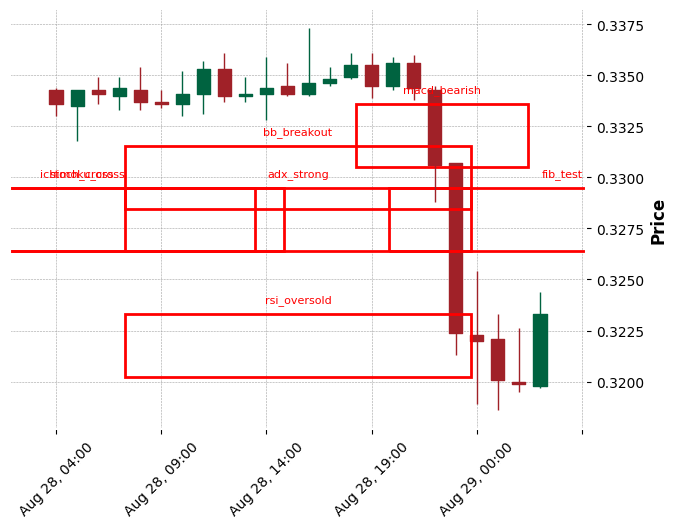 0.3375
0.3350
macd_bearish
0.3325
bb_breakout
0.3300
ichimoku_cross
stoch_cross
adx_strong
fib_test
0.3275
0.3250
rsi_oversold
0.3225
0.3200
Price
Aug 28, 04:00
Aug 28, 09:00
Aug 28, 14:00
Aug 28, 19:00
Aug 29, 00:00